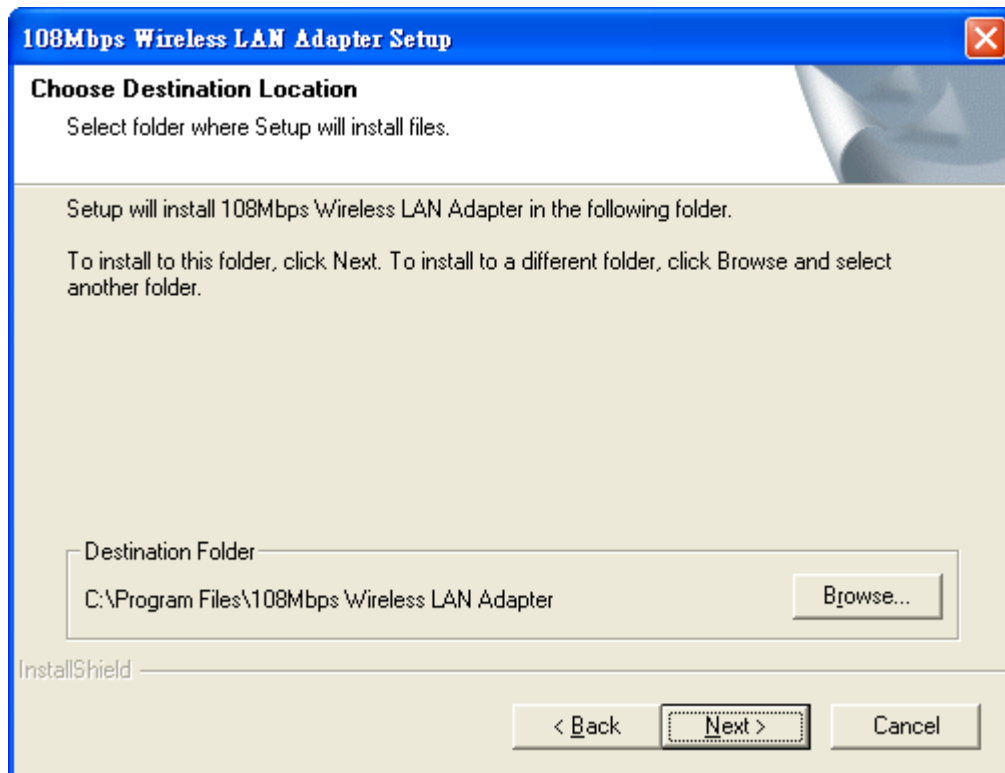 108Mbps Wireless LAN Adapter Setup
Choose Destination Location
Select folder where Setup will install files.
Setup will install 108Mbps Wireless LAN Adapter in the following folder.
To install to this folder, click Next. To install to a different folder, click Browse and select
another folder.
Destination Folder
C:\Program Files\108Mbps Wireless LAN Adapter
Browse...
InstallShield
< Back
Next >
Cancel